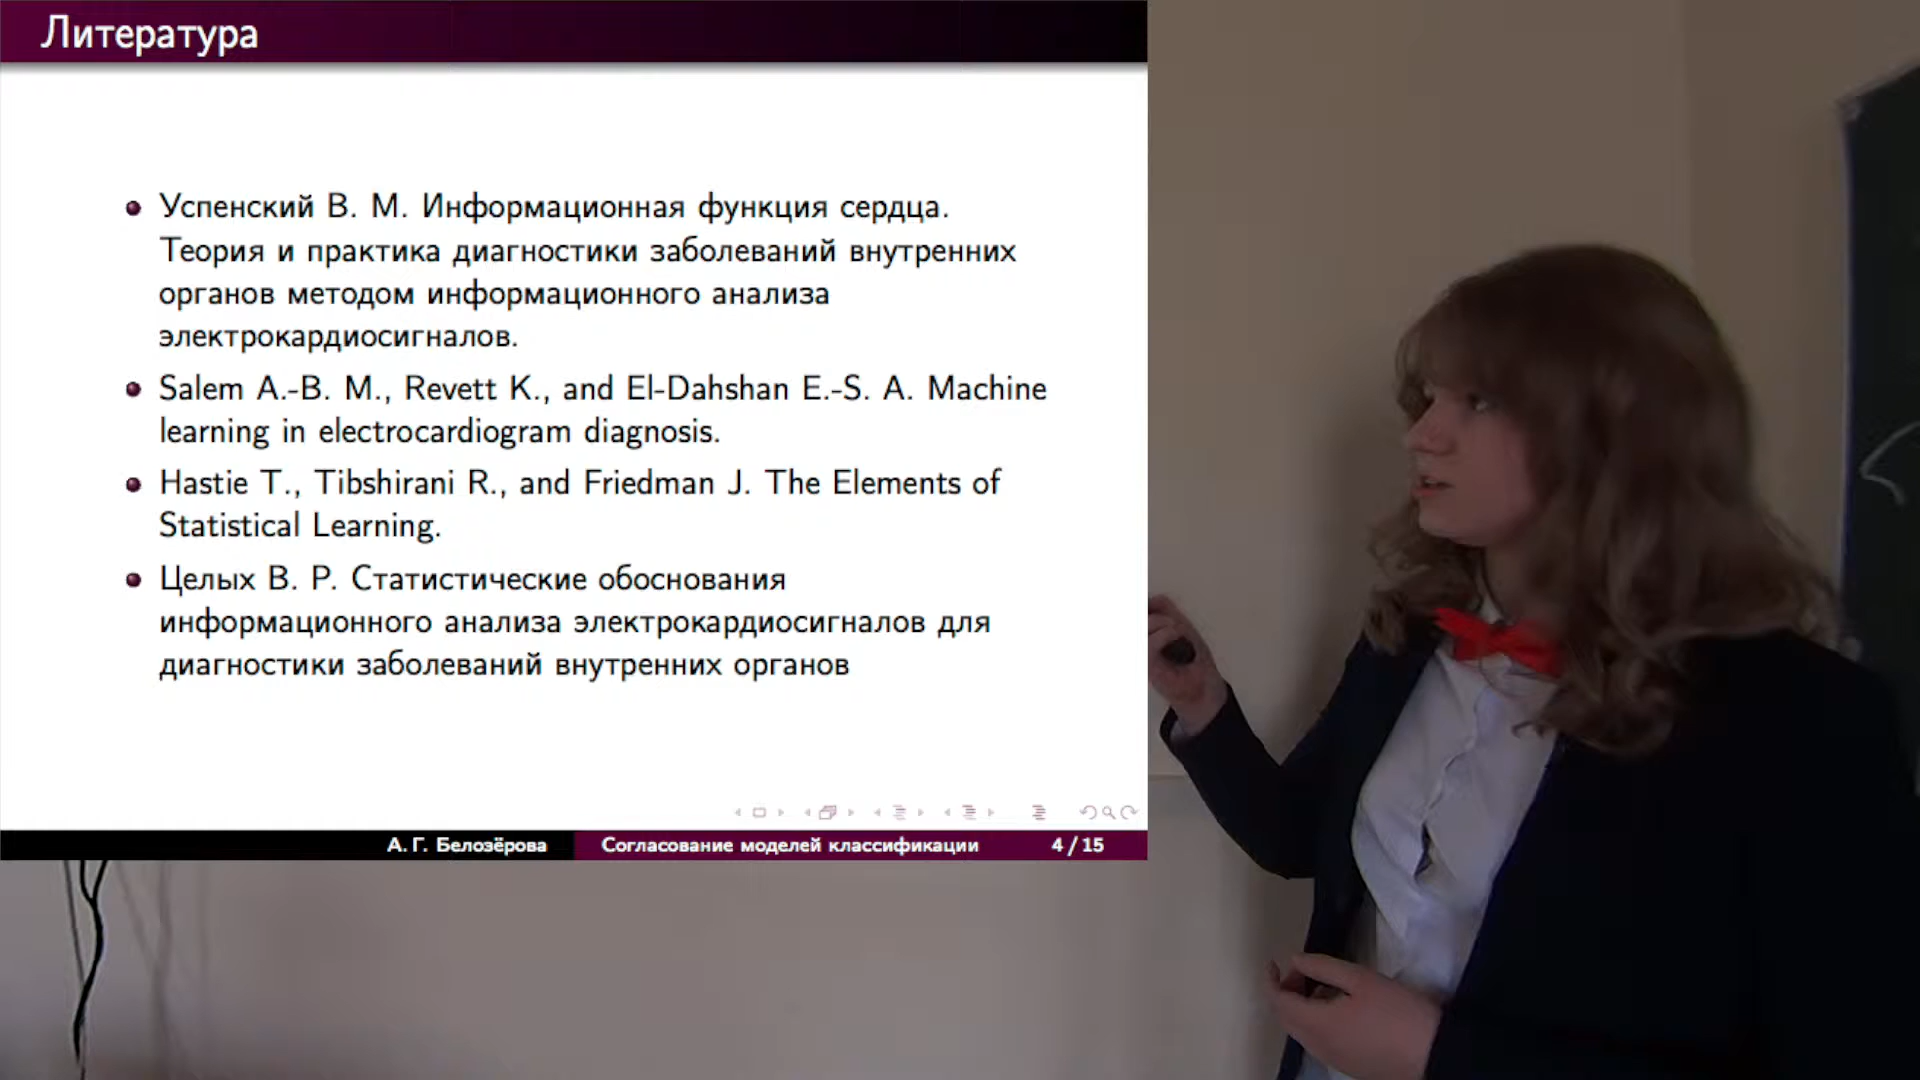 Литература
Успенский В. М. Информационная функция сердца.
Теория и практика диагностики заболеваний внутренних
органов методом информационного анализа
электрокардиосигналов.
Salem A.-B. M., Revett K., and El-Dahshan E.-S. A. Machine
learning in electrocardiogram diagnosis.
Hastie T., Tibshirani R., and Friedman J. The Elements of
Statistical Learning.
Целых В. Р. Статистические обоснования
информационного анализа электрокардиосигналов для
диагностики заболеваний внутренних органов
А. Г. Белозёрова Согласование моделей классификации 4 / 15